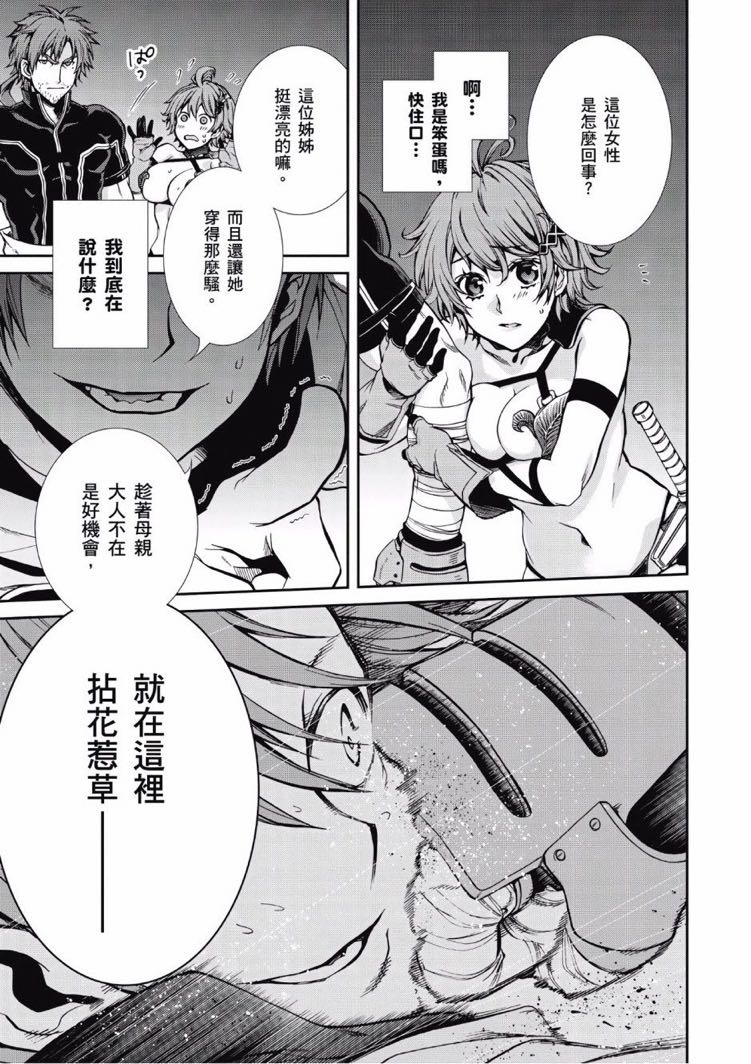 這位女性
是怎麼回事?
啊…
我是笨蛋嗎,
快住口…
ぱっ
這位姊姊
挺漂亮的嘛。
而且還讓她
穿得那麼騷。
我到底在
說什麼?
趁著母親
大人不在
是好機會,
就在這裡
拈花惹草——